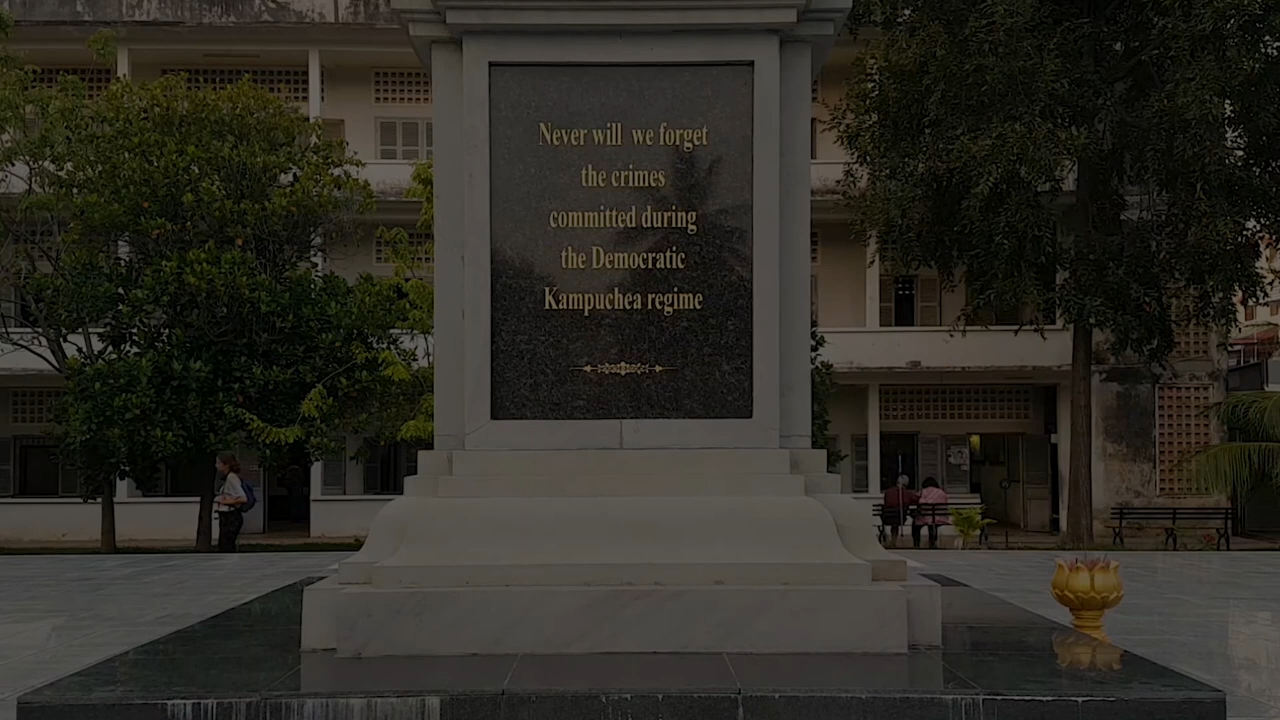 Never will we forget
the crimes
committed during
the Democratic
Kampuchea regime